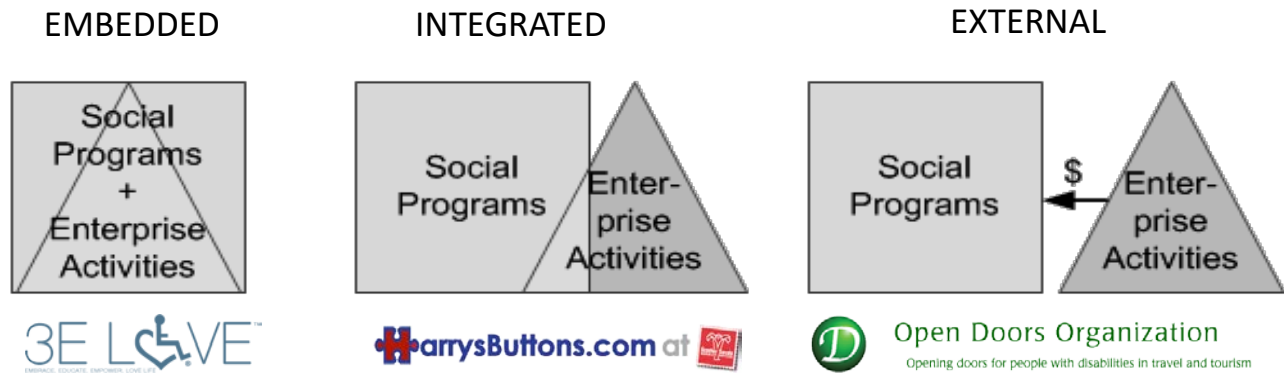 EMBEDDED
INTEGRATED
EXTERNAL
Social
Programs
+
Enterprise
Activities
Social
Programs
Enter-
prise
Activities
Social
Programs
$
Enter-
prise
Activities
3E LOVE™
EMBRACE. EDUCATE. EMPOWER. LOVE LIFE
HarrysButtons.com at
Open Doors Organization
Opening doors for people with disabilities in travel and tourism